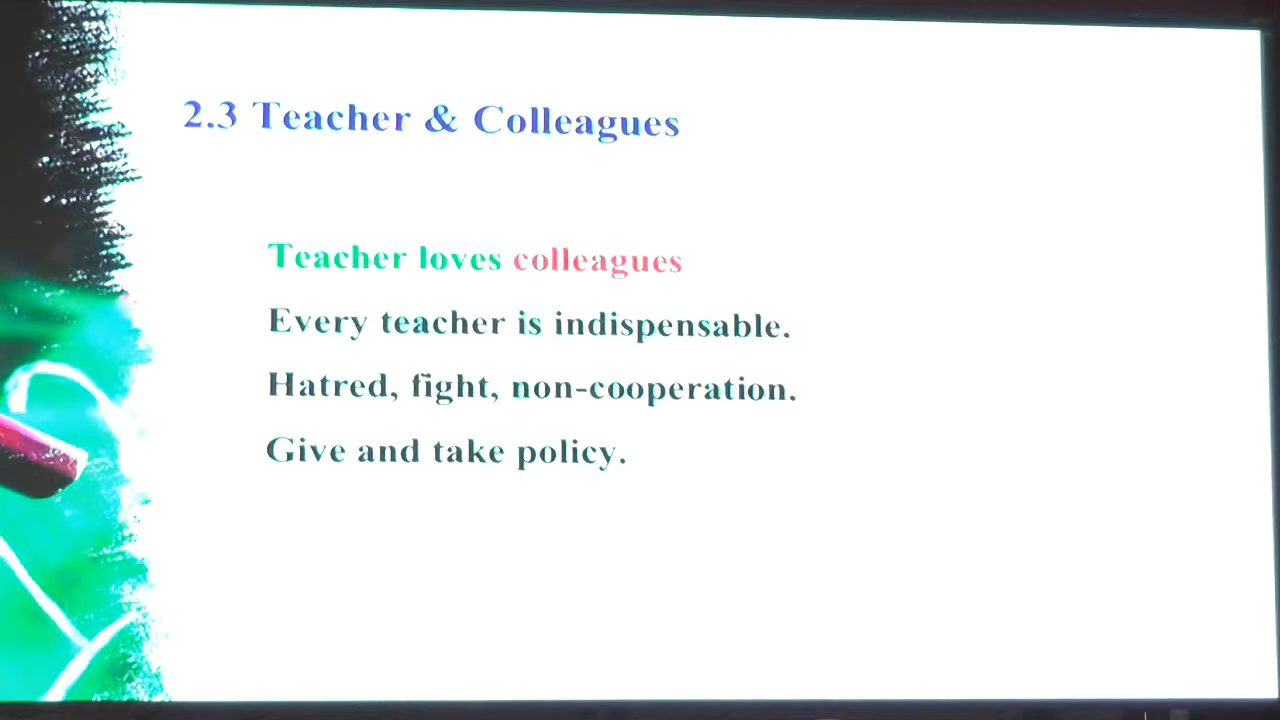 2.3 Teacher & Colleagues
Teacher loves colleagues
Every teacher is indispensable.
Hatred, fight, non-cooperation.
Give and take policy.